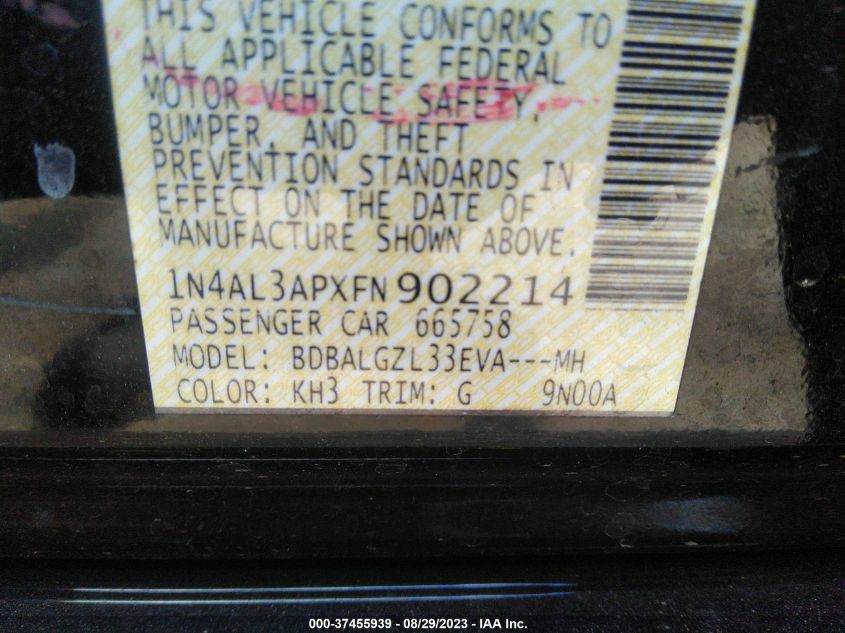 THIS VEHICLE CONFORMS TO
ALL APPLICABLE FEDERAL
MOTOR VEHICLE SAFETY,
BUMPER, AND THEFT
PREVENTION STANDARDS IN
EFFECT ON THE DATE OF
MANUFACTURE SHOWN ABOVE.
1N4AL3APXFN902214
PASSENGER CAR 665758
MODEL: BDBALGZL33EVA---MH
COLOR: KH3 TRIM: G 9N00A
000-37455939 - 08/29/2023 - IAA Inc.